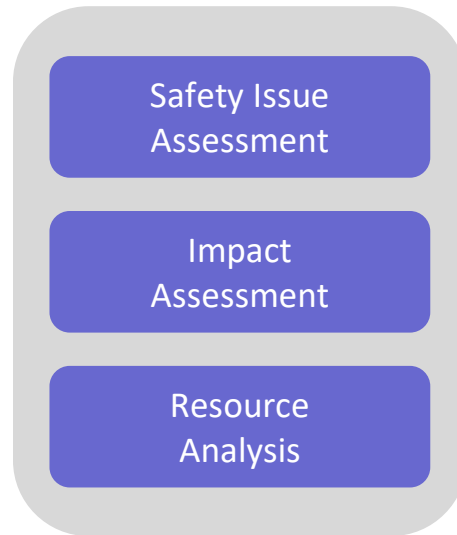 Safety Issue
Assessment
Impact
Assessment
Resource
Analysis